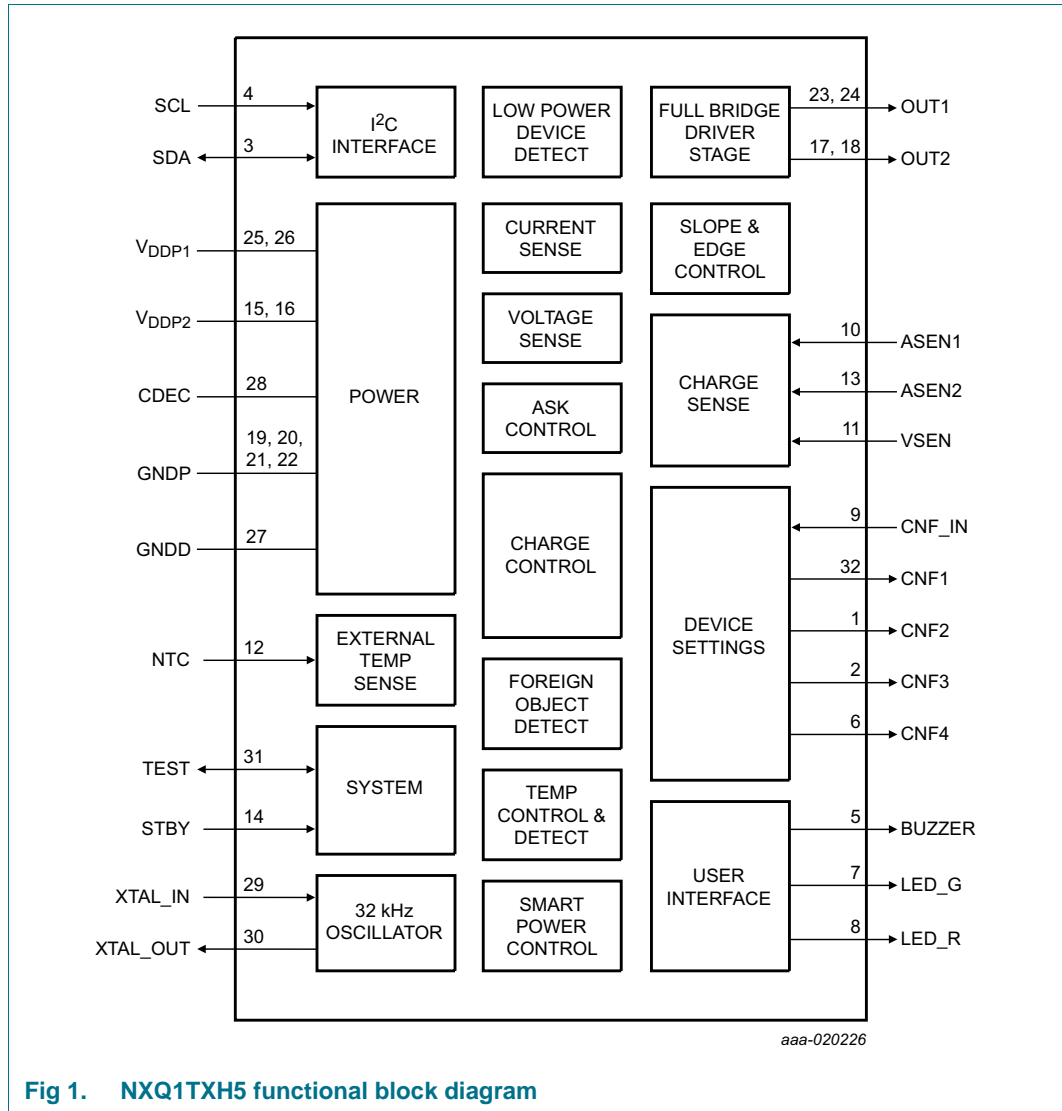 SCL
4
SDA
3
I2C
INTERFACE
LOW POWER
DEVICE
DETECT
FULL BRIDGE
DRIVER
STAGE
23, 24
OUT1
17, 18
OUT2
VDDP1
25, 26
VDDP2
15, 16
CDEC
28
GNDP
19, 20,
21, 22
GNDD
27
POWER
CURRENT
SENSE
VOLTAGE
SENSE
ASK
CONTROL
CHARGE
CONTROL
SLOPE &
EDGE
CONTROL
CHARGE
SENSE
10
ASEN1
13
ASEN2
11
VSEN
DEVICE
SETTINGS
9
CNF_IN
32
CNF1
1
CNF2
2
CNF3
6
CNF4
NTC
12
EXTERNAL
TEMP
SENSE
FOREIGN
OBJECT
DETECT
TEST
31
STBY
14
SYSTEM
TEMP
CONTROL &
DETECT
USER
INTERFACE
5
BUZZER
7
LED_G
8
LED_R
XTAL_IN
29
XTAL_OUT
30
32 kHz
OSCILLATOR
SMART
POWER
CONTROL
aaa-020226
Fig 1. NXQ1TXH5 functional block diagram